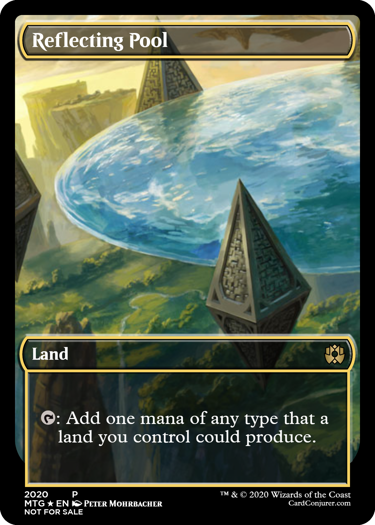 Reflecting Pool
Land
: Add one mana of any type that a
land you control could produce.
2020 P
MTG ★ EN Peter Mohrbacher
NOT FOR SALE
™ & © 2020 Wizards of the Coast
CardConjurer.com